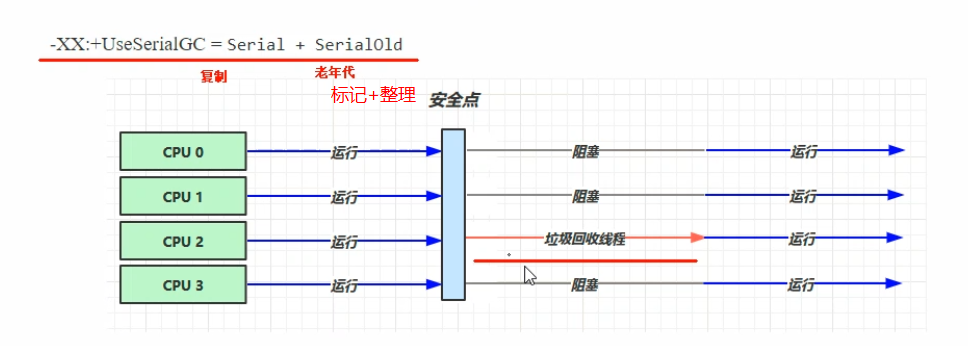 -XX:+UseSerialGC = Serial + SerialOld
复制 老年代
标记+整理 安全点
CPU 0 运行 阻塞 运行
CPU 1 运行 阻塞 运行
CPU 2 运行 垃圾回收线程 运行
CPU 3 运行 阻塞 运行